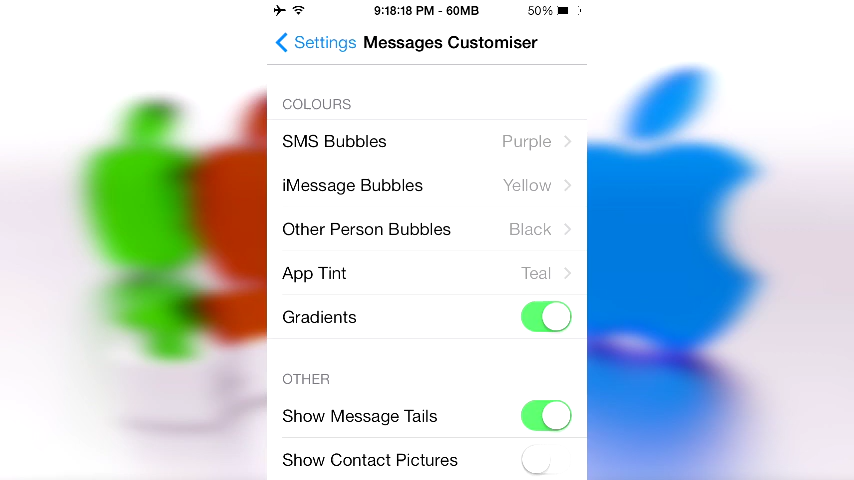 9:18:18 PM - 60MB 50%
Settings Messages Customiser
COLOURS
SMS Bubbles Purple
iMessage Bubbles Yellow
Other Person Bubbles Black
App Tint Teal
Gradients
OTHER
Show Message Tails
Show Contact Pictures